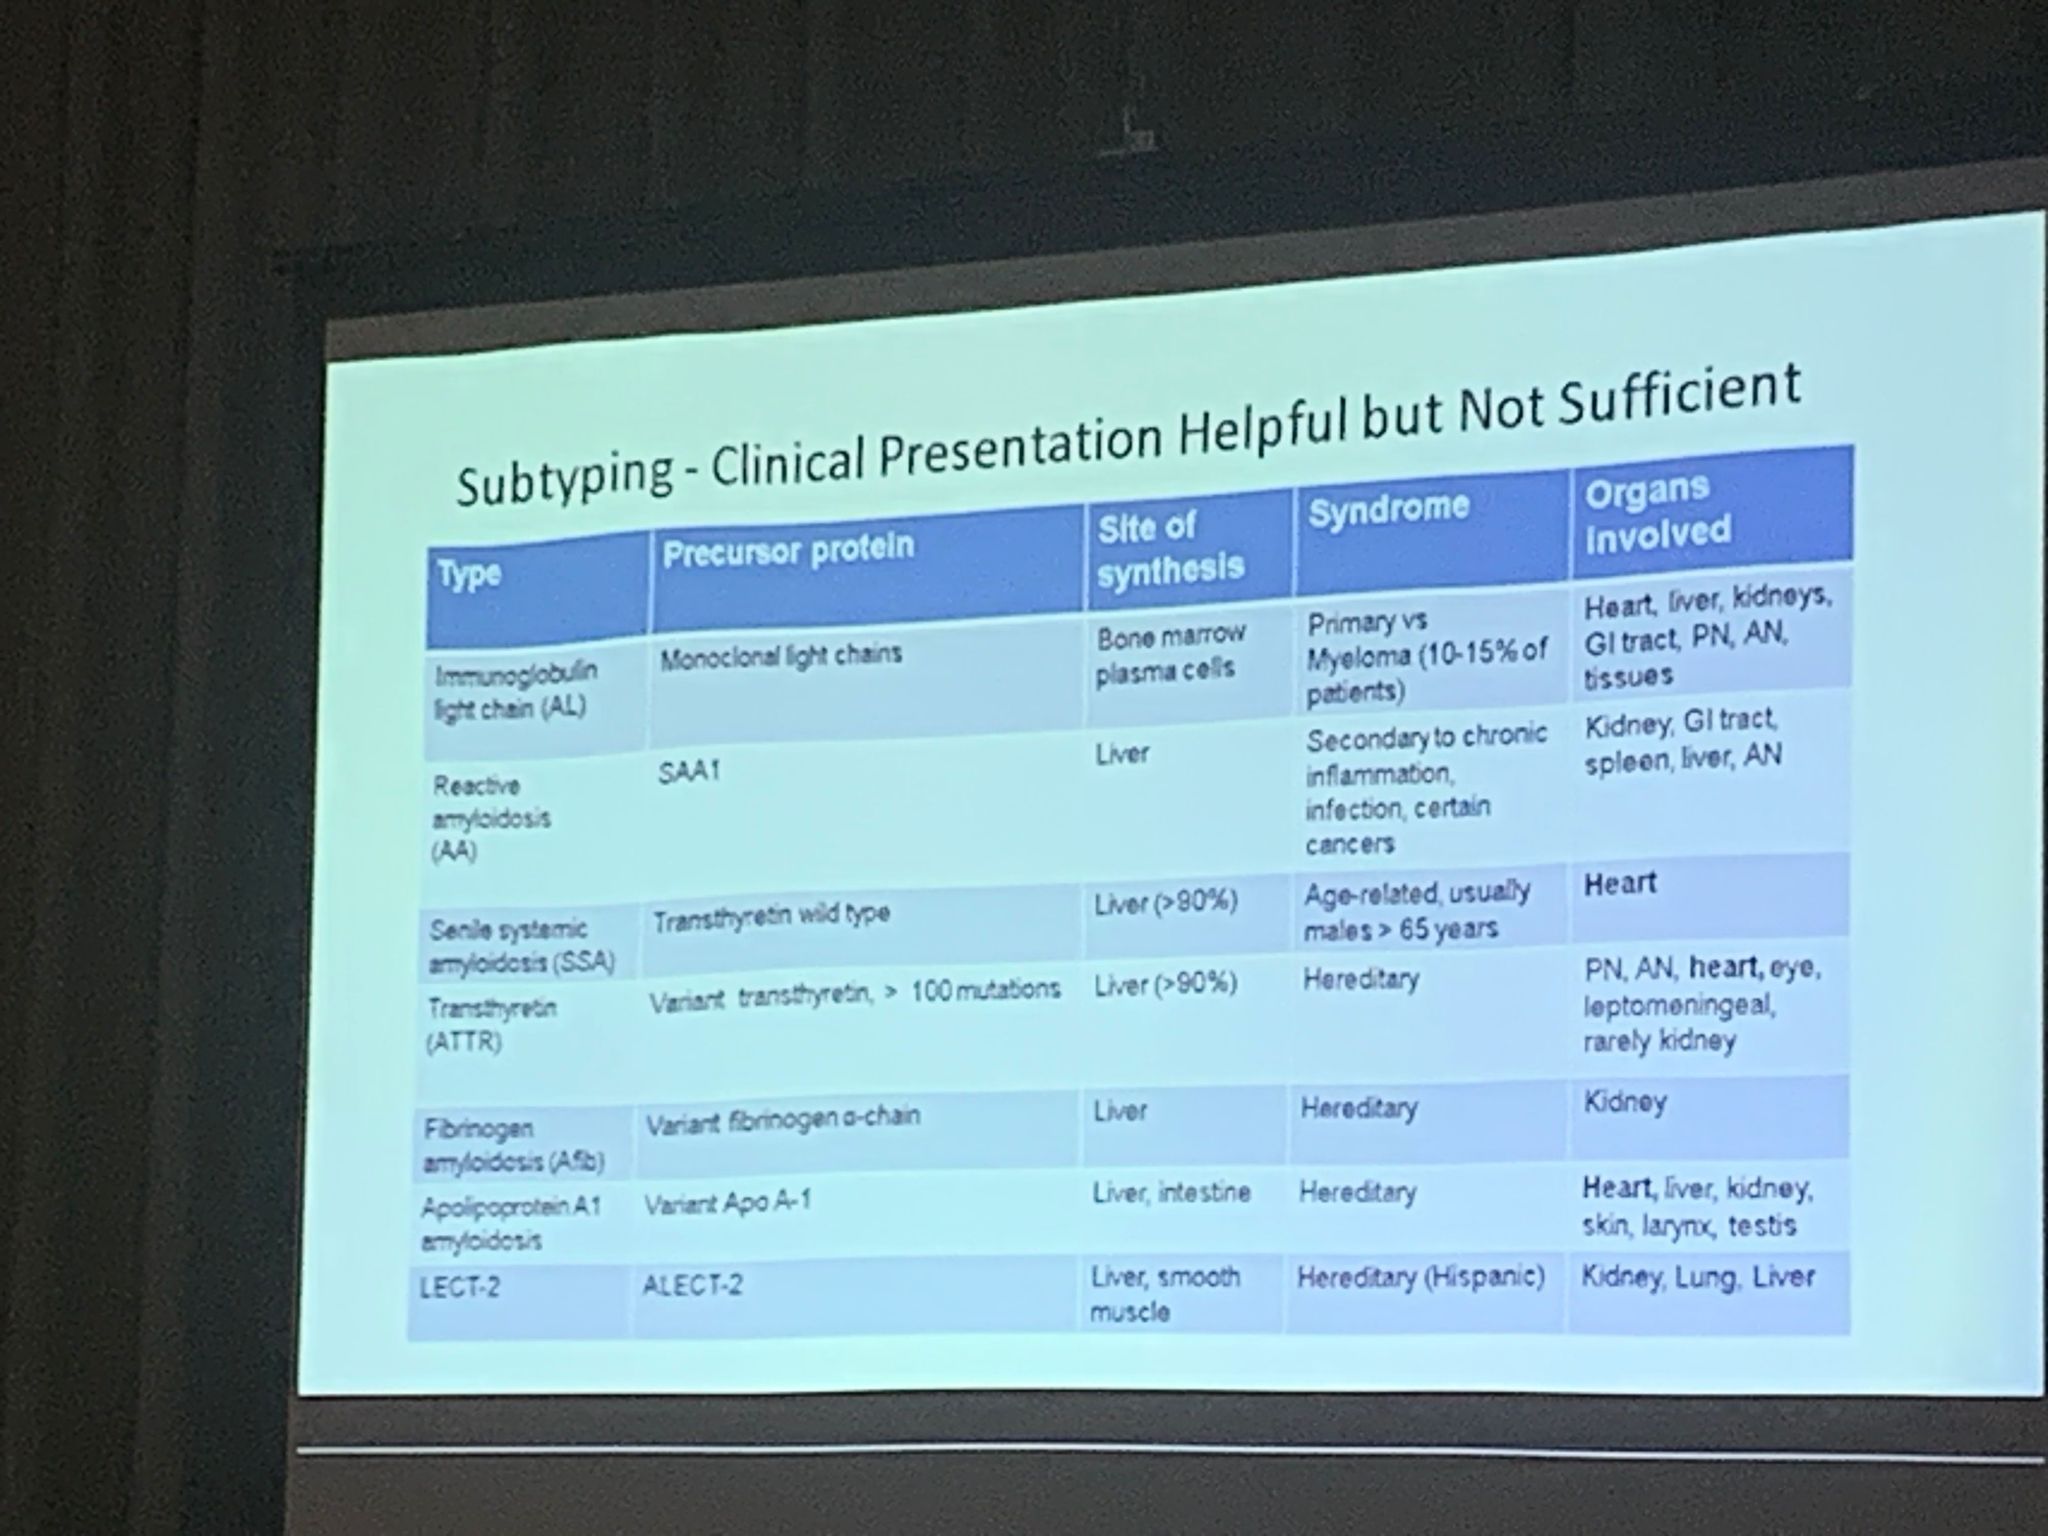 Subtyping - Clinical Presentation Helpful but Not Sufficient
Type
Precursor protein
Site of
synthesis
Syndrome
Organs
involved
Immunoglobulin
light chain (AL)
Monoclonal light chains
Bone marrow
plasma cells
Primary vs
Myeloma (10-15% of
patients)
Heart, liver, kidneys,
GI tract, PN, AN,
tissues
Reactive
amyloidosis
(AA)
SAA1
Liver
Secondary to chronic
inflammation,
infection, certain
cancers
Kidney, GI tract,
spleen, liver, AN
Senile systemic
amyloidosis (SSA)
Transthyretin wild type
Liver (>90%)
Age-related, usually
males > 65 years
Heart
Transthyretin
(ATTR)
Variant transthyretin, > 100 mutations
Liver (>90%)
Hereditary
PN, AN, heart, eye,
leptomeningeal,
rarely kidney
Fibrinogen
amyloidosis (Afib)
Variant fibrinogen α-chain
Liver
Hereditary
Kidney
Apolipoprotein A1
amyloidosis
Variant Apo A-1
Liver, intestine
Hereditary
Heart, liver, kidney,
skin, larynx, testis
LECT-2
ALECT-2
Liver, smooth
muscle
Hereditary (Hispanic)
Kidney, Lung, Liver